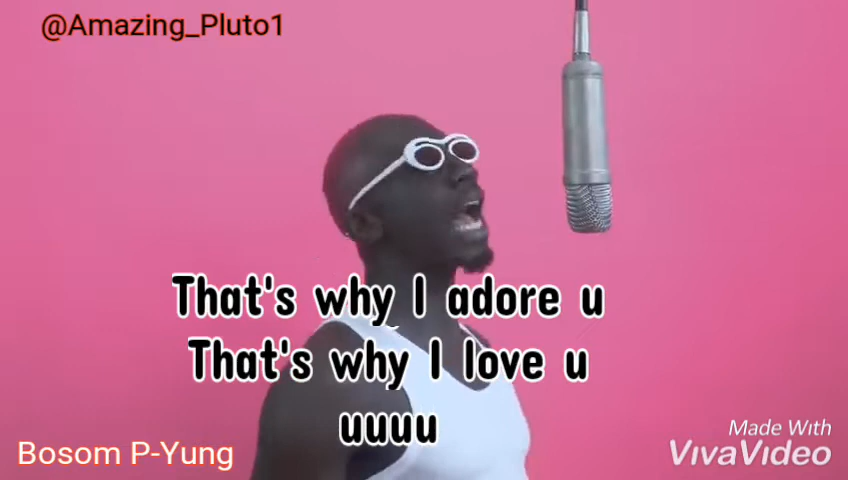 @Amazing_Pluto1
That's why I adore u
That's why I love u
uuuu
Bosom P-Yung
Made With
VivaVideo